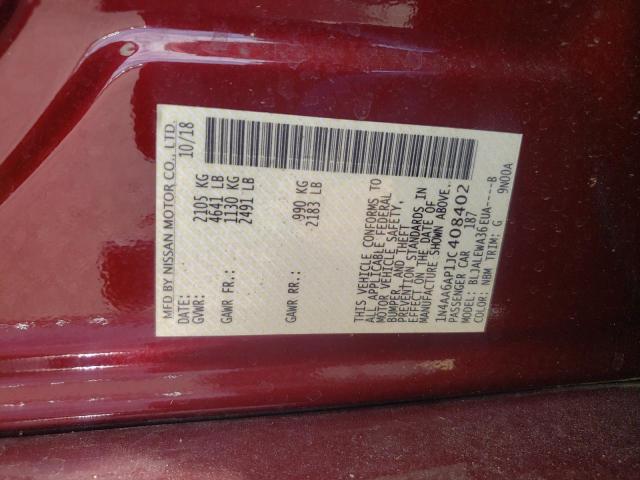 MFD BY NISSAN MOTOR CO., LTD.
DATE: 10/18
GVWR: 2105 KG
4641 LB
GAWR FR.: 1130 KG
2491 LB
GAWR RR.: 990 KG
2183 LB
THIS VEHICLE CONFORMS TO
ALL APPLICABLE FEDERAL
MOTOR VEHICLE SAFETY,
BUMPER, AND THEFT
PREVENTION STANDARDS IN
EFFECT ON THE DATE OF
MANUFACTURE SHOWN ABOVE.
1N4AA6AP1JC408402
PASSENGER CAR 187
MODEL: BLJALEWA36EUA----B
COLOR: NBM TRIM: G 9N00A